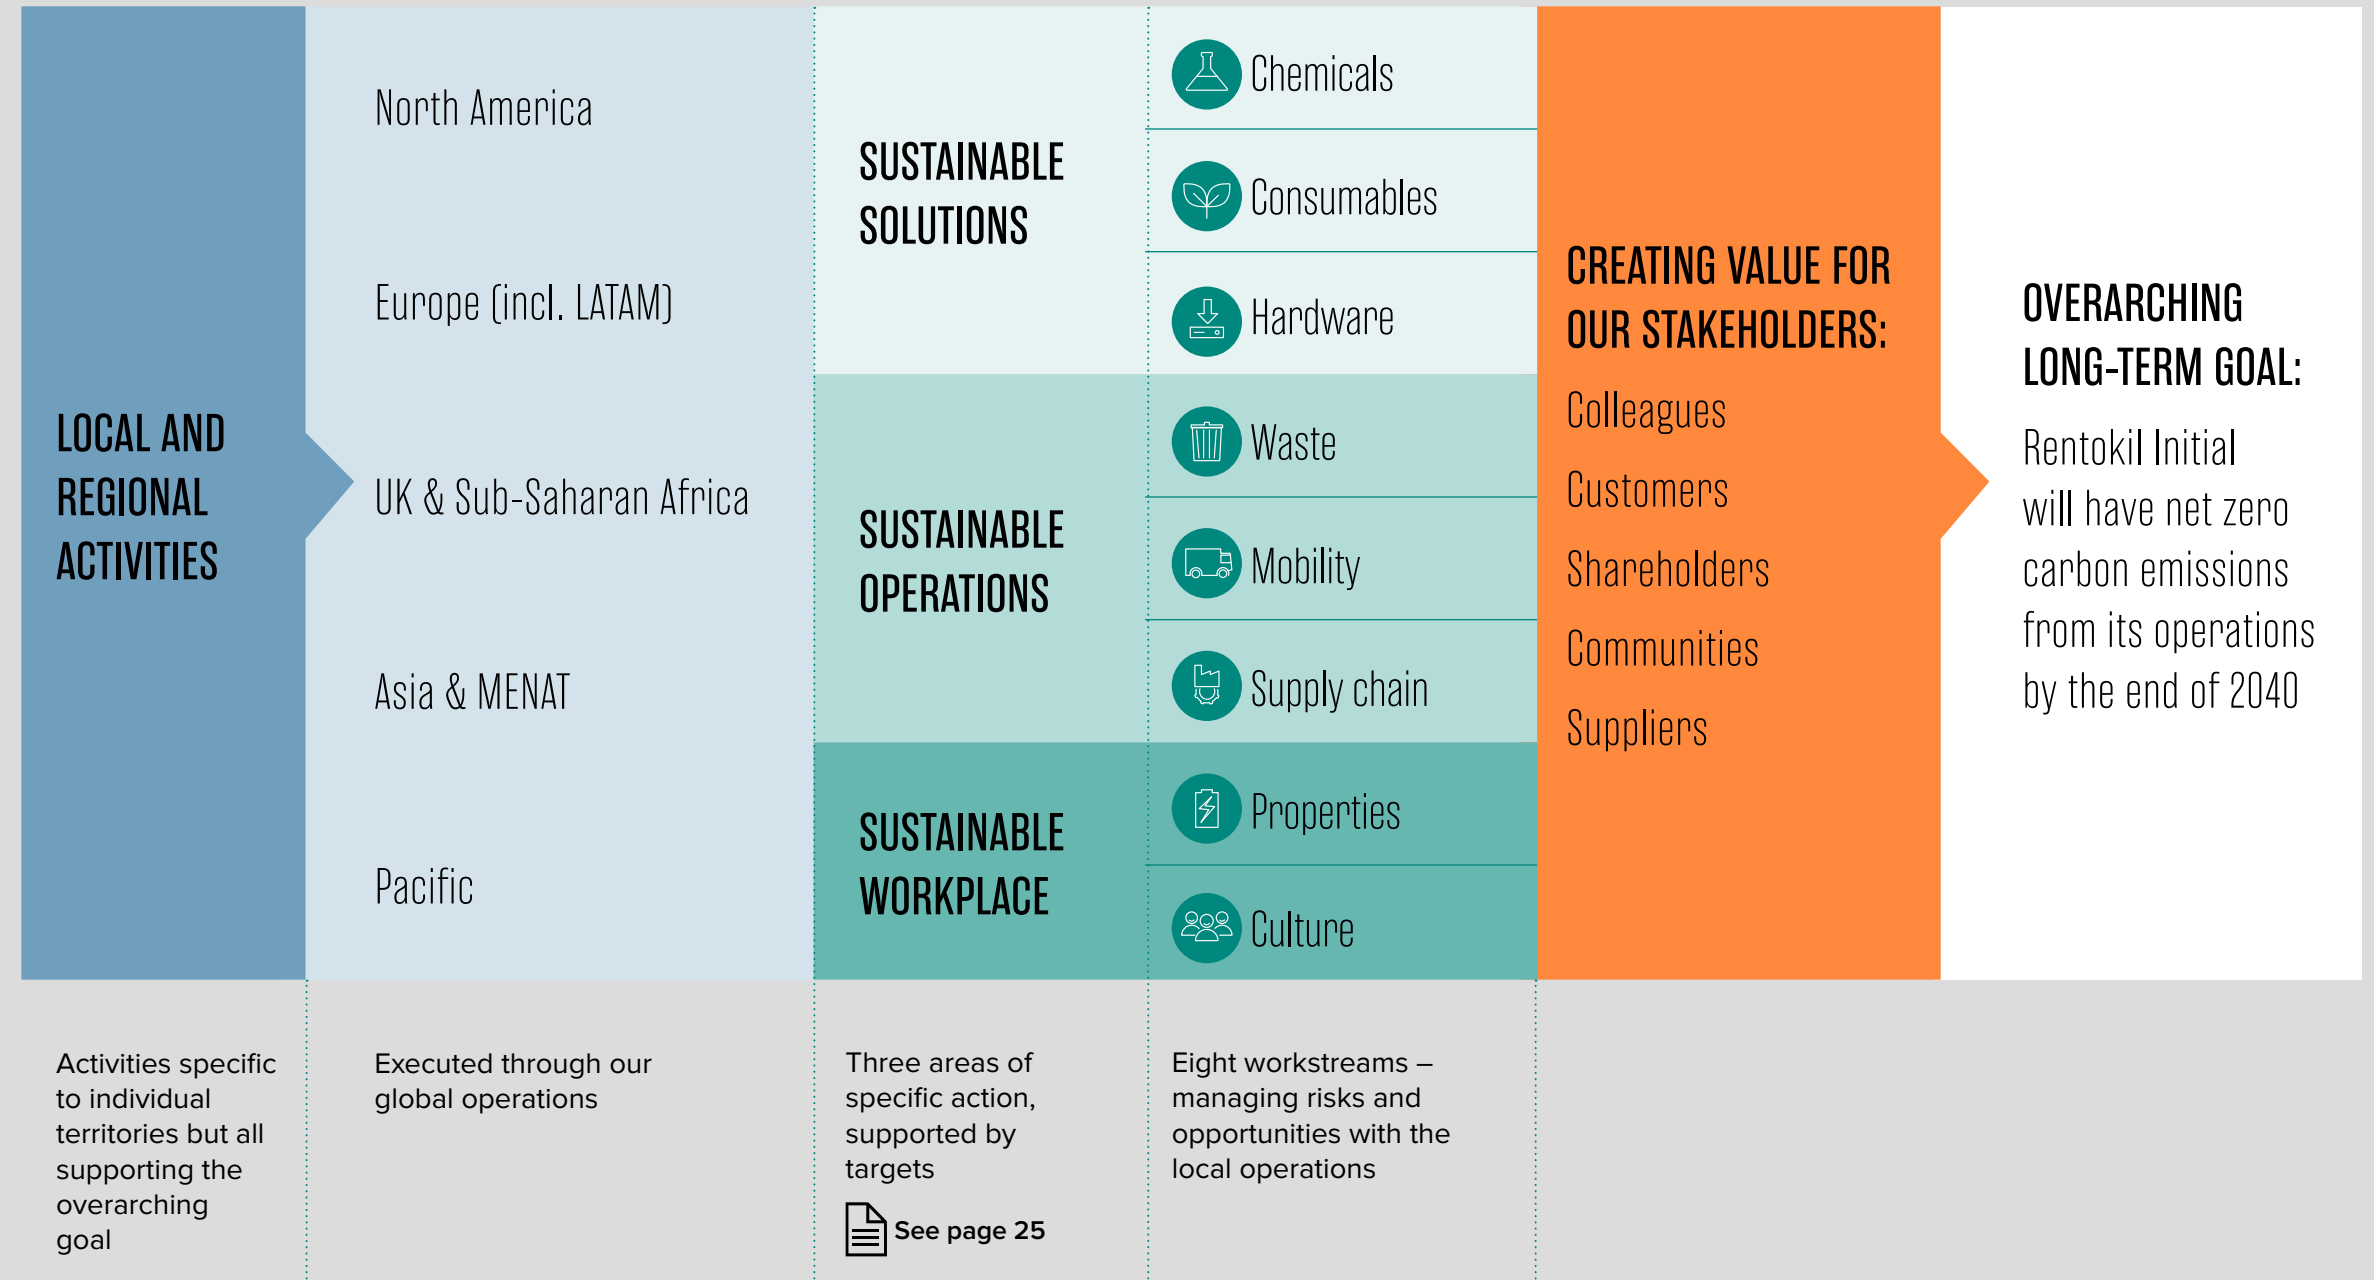 LOCAL AND
REGIONAL
ACTIVITIES
North America
Europe (incl. LATAM)
UK & Sub-Saharan Africa
Asia & MENAT
Pacific
SUSTAINABLE
SOLUTIONS
SUSTAINABLE
OPERATIONS
SUSTAINABLE
WORKPLACE
Chemicals
Consumables
Hardware
Waste
Mobility
Supply chain
Properties
Culture
CREATING VALUE FOR
OUR STAKEHOLDERS:
Colleagues
Customers
Shareholders
Communities
Suppliers
OVERARCHING
LONG-TERM GOAL:
Rentokil Initial
will have net zero
carbon emissions
from its operations
by the end of 2040
Activities specific
to individual
territories but all
supporting the
overarching
goal
Executed through our
global operations
Three areas of
specific action,
supported by
targets
See page 25
Eight workstreams –
managing risks and
opportunities with the
local operations